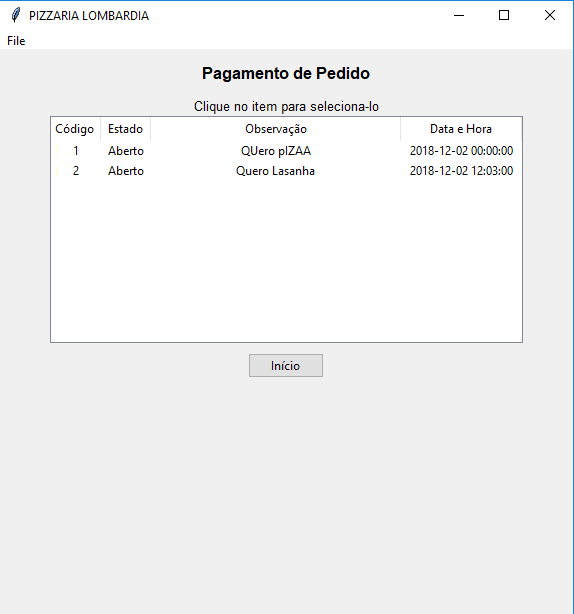 PIZZARIA LOMBARDIA
File
Pagamento de Pedido
Clique no item para seleciona-lo
Código Estado Observação Data e Hora
1 Aberto QUero pIZAA 2018-12-02 00:00:00
2 Aberto Quero Lasanha 2018-12-02 12:03:00
Início